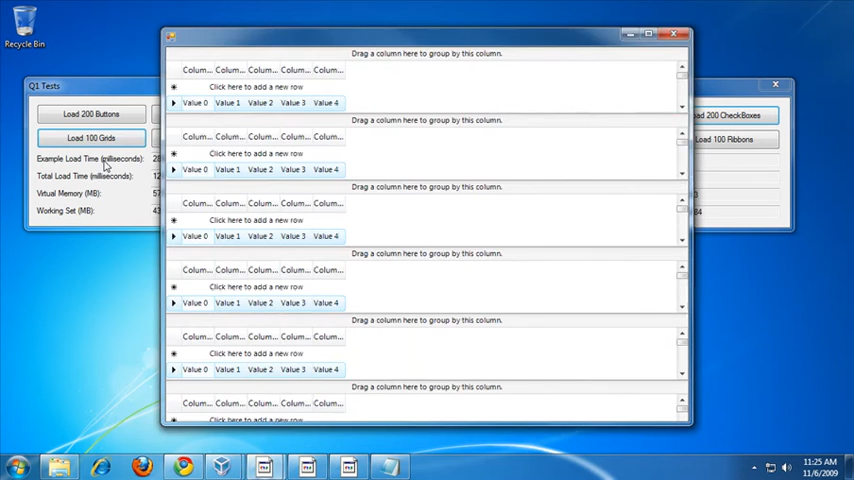 Recycle Bin
Q1 Tests
Load 200 Buttons
Load 100 Grids
Example Load Time (milliseconds):
Total Load Time (milliseconds):
Virtual Memory (MB):
Working Set (MB):
Drag a column here to group by this column.
Colum... Colum... Colum... Colum... Colum...
Click here to add a new row
Value 0 Value 1 Value 2 Value 3 Value 4
Drag a column here to group by this column.
Colum... Colum... Colum... Colum... Colum...
Click here to add a new row
Value 0 Value 1 Value 2 Value 3 Value 4
Drag a column here to group by this column.
Colum... Colum... Colum... Colum... Colum...
Click here to add a new row
Value 0 Value 1 Value 2 Value 3 Value 4
Drag a column here to group by this column.
Colum... Colum... Colum... Colum... Colum...
Click here to add a new row
Value 0 Value 1 Value 2 Value 3 Value 4
Drag a column here to group by this column.
Colum... Colum... Colum... Colum... Colum...
Click here to add a new row
Value 0 Value 1 Value 2 Value 3 Value 4
Drag a column here to group by this column.
Colum... Colum... Colum... Colum... Colum...
Click here to add a new row
200 CheckBoxes
100 Ribbons
11:25 AM
11/6/2009